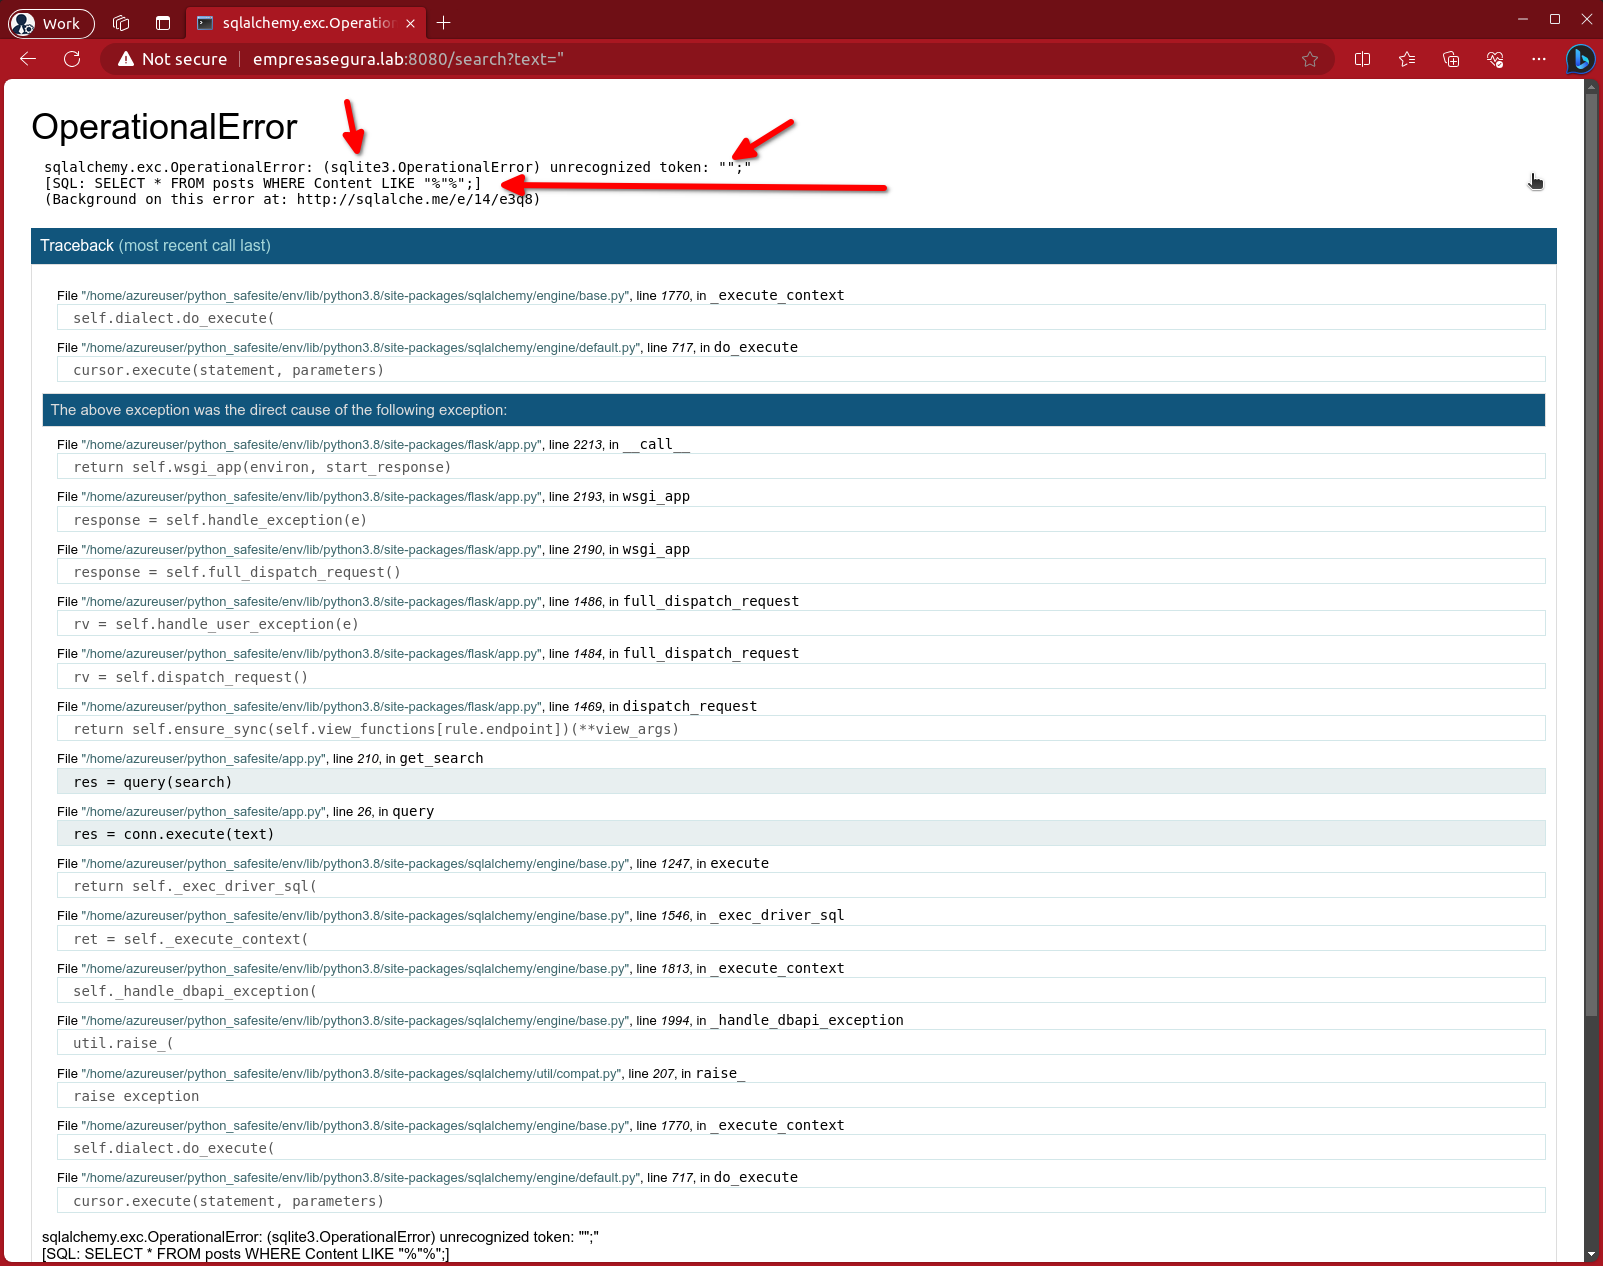 Work
sqlalchemy.exc.Operatio
Not secure
empresasegura.lab:8080/search?text="
OperationalError
sqlalchemy.exc.OperationalError: (sqlite3.OperationalError) unrecognized token: "";"
[SQL: SELECT * FROM posts WHERE Content LIKE "%"%";]
(Background on this error at: http://sqlalche.me/e/14/e3q8)
Traceback (most recent call last)
File "/home/azureuser/python_safesite/env/lib/python3.8/site-packages/sqlalchemy/engine/base.py", line 1770, in _execute_context
self.dialect.do_execute(
File "/home/azureuser/python_safesite/env/lib/python3.8/site-packages/sqlalchemy/engine/default.py", line 717, in do_execute
cursor.execute(statement, parameters)
The above exception was the direct cause of the following exception:
File "/home/azureuser/python_safesite/env/lib/python3.8/site-packages/flask/app.py", line 2213, in __call__
return self.wsgi_app(environ, start_response)
File "/home/azureuser/python_safesite/env/lib/python3.8/site-packages/flask/app.py", line 2193, in wsgi_app
response = self.handle_exception(e)
File "/home/azureuser/python_safesite/env/lib/python3.8/site-packages/flask/app.py", line 2190, in wsgi_app
response = self.full_dispatch_request()
File "/home/azureuser/python_safesite/env/lib/python3.8/site-packages/flask/app.py", line 1486, in full_dispatch_request
rv = self.handle_user_exception(e)
File "/home/azureuser/python_safesite/env/lib/python3.8/site-packages/flask/app.py", line 1484, in full_dispatch_request
rv = self.dispatch_request()
File "/home/azureuser/python_safesite/env/lib/python3.8/site-packages/flask/app.py", line 1469, in dispatch_request
return self.ensure_sync(self.view_functions[rule.endpoint])(**view_args)
File "/home/azureuser/python_safesite/app.py", line 210, in get_search
res = query(search)
File "/home/azureuser/python_safesite/app.py", line 26, in query
res = conn.execute(text)
File "/home/azureuser/python_safesite/env/lib/python3.8/site-packages/sqlalchemy/engine/base.py", line 1247, in execute
return self._exec_driver_sql(
File "/home/azureuser/python_safesite/env/lib/python3.8/site-packages/sqlalchemy/engine/base.py", line 1546, in _exec_driver_sql
ret = self._execute_context(
File "/home/azureuser/python_safesite/env/lib/python3.8/site-packages/sqlalchemy/engine/base.py", line 1813, in _execute_context
self._handle_dbapi_exception(
File "/home/azureuser/python_safesite/env/lib/python3.8/site-packages/sqlalchemy/engine/base.py", line 1994, in _handle_dbapi_exception
util.raise_(
File "/home/azureuser/python_safesite/env/lib/python3.8/site-packages/sqlalchemy/util/compat.py", line 207, in raise_
raise exception
File "/home/azureuser/python_safesite/env/lib/python3.8/site-packages/sqlalchemy/engine/base.py", line 1770, in _execute_context
self.dialect.do_execute(
File "/home/azureuser/python_safesite/env/lib/python3.8/site-packages/sqlalchemy/engine/default.py", line 717, in do_execute
cursor.execute(statement, parameters)
sqlalchemy.exc.OperationalError: (sqlite3.OperationalError) unrecognized token: "";"
[SQL: SELECT * FROM posts WHERE Content LIKE "%"%";]